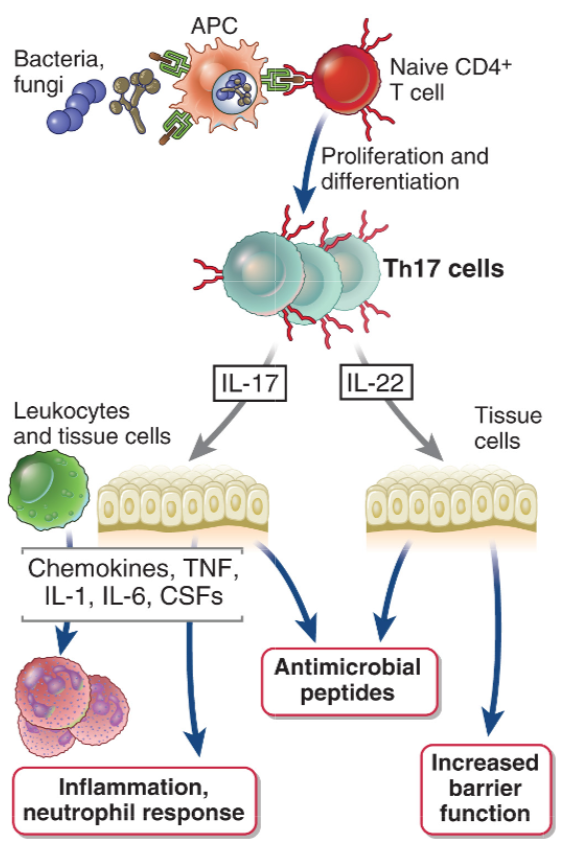 APC
Bacteria,
fungi
Naive CD4+
T cell
Proliferation and
differentiation
Th17 cells
IL-17
IL-22
Leukocytes
and tissue cells
Tissue
cells
Chemokines, TNF,
IL-1, IL-6, CSFs
Antimicrobial
peptides
Inflammation,
neutrophil response
Increased
barrier
function